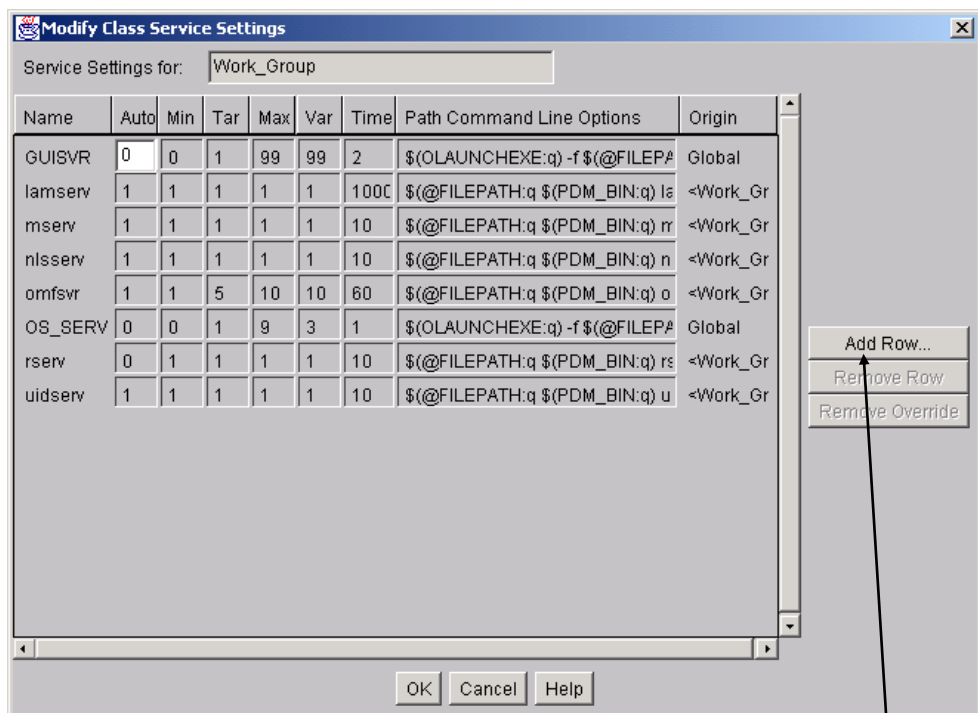 Modify Class Service Settings
Service Settings for: Work_Group
Name Auto Min Tar Max Var Time Path Command Line Options Origin
GUISVR 0 0 1 99 99 2 $(OLAUNCHEXE:q) -f $(@FILEPA Global
lamserv 1 1 1 1 1 1000 $(@FILEPATH:q $(PDM_BIN:q) la <Work_Gr
mserv 1 1 1 1 1 10 $(@FILEPATH:q $(PDM_BIN:q) m <Work_Gr
nlsserv 1 1 1 1 1 10 $(@FILEPATH:q $(PDM_BIN:q) n <Work_Gr
omfsvr 1 1 5 10 10 60 $(@FILEPATH:q $(PDM_BIN:q) o <Work_Gr
OS_SERV 0 0 1 9 3 1 $(OLAUNCHEXE:q) -f $(@FILEPA Global
rserv 0 1 1 1 1 10 $(@FILEPATH:q $(PDM_BIN:q) rs <Work_Gr
uidserv 1 1 1 1 1 10 $(@FILEPATH:q $(PDM_BIN:q) u <Work_Gr
Add Row...
Remove Row
Remove Override
OK Cancel Help